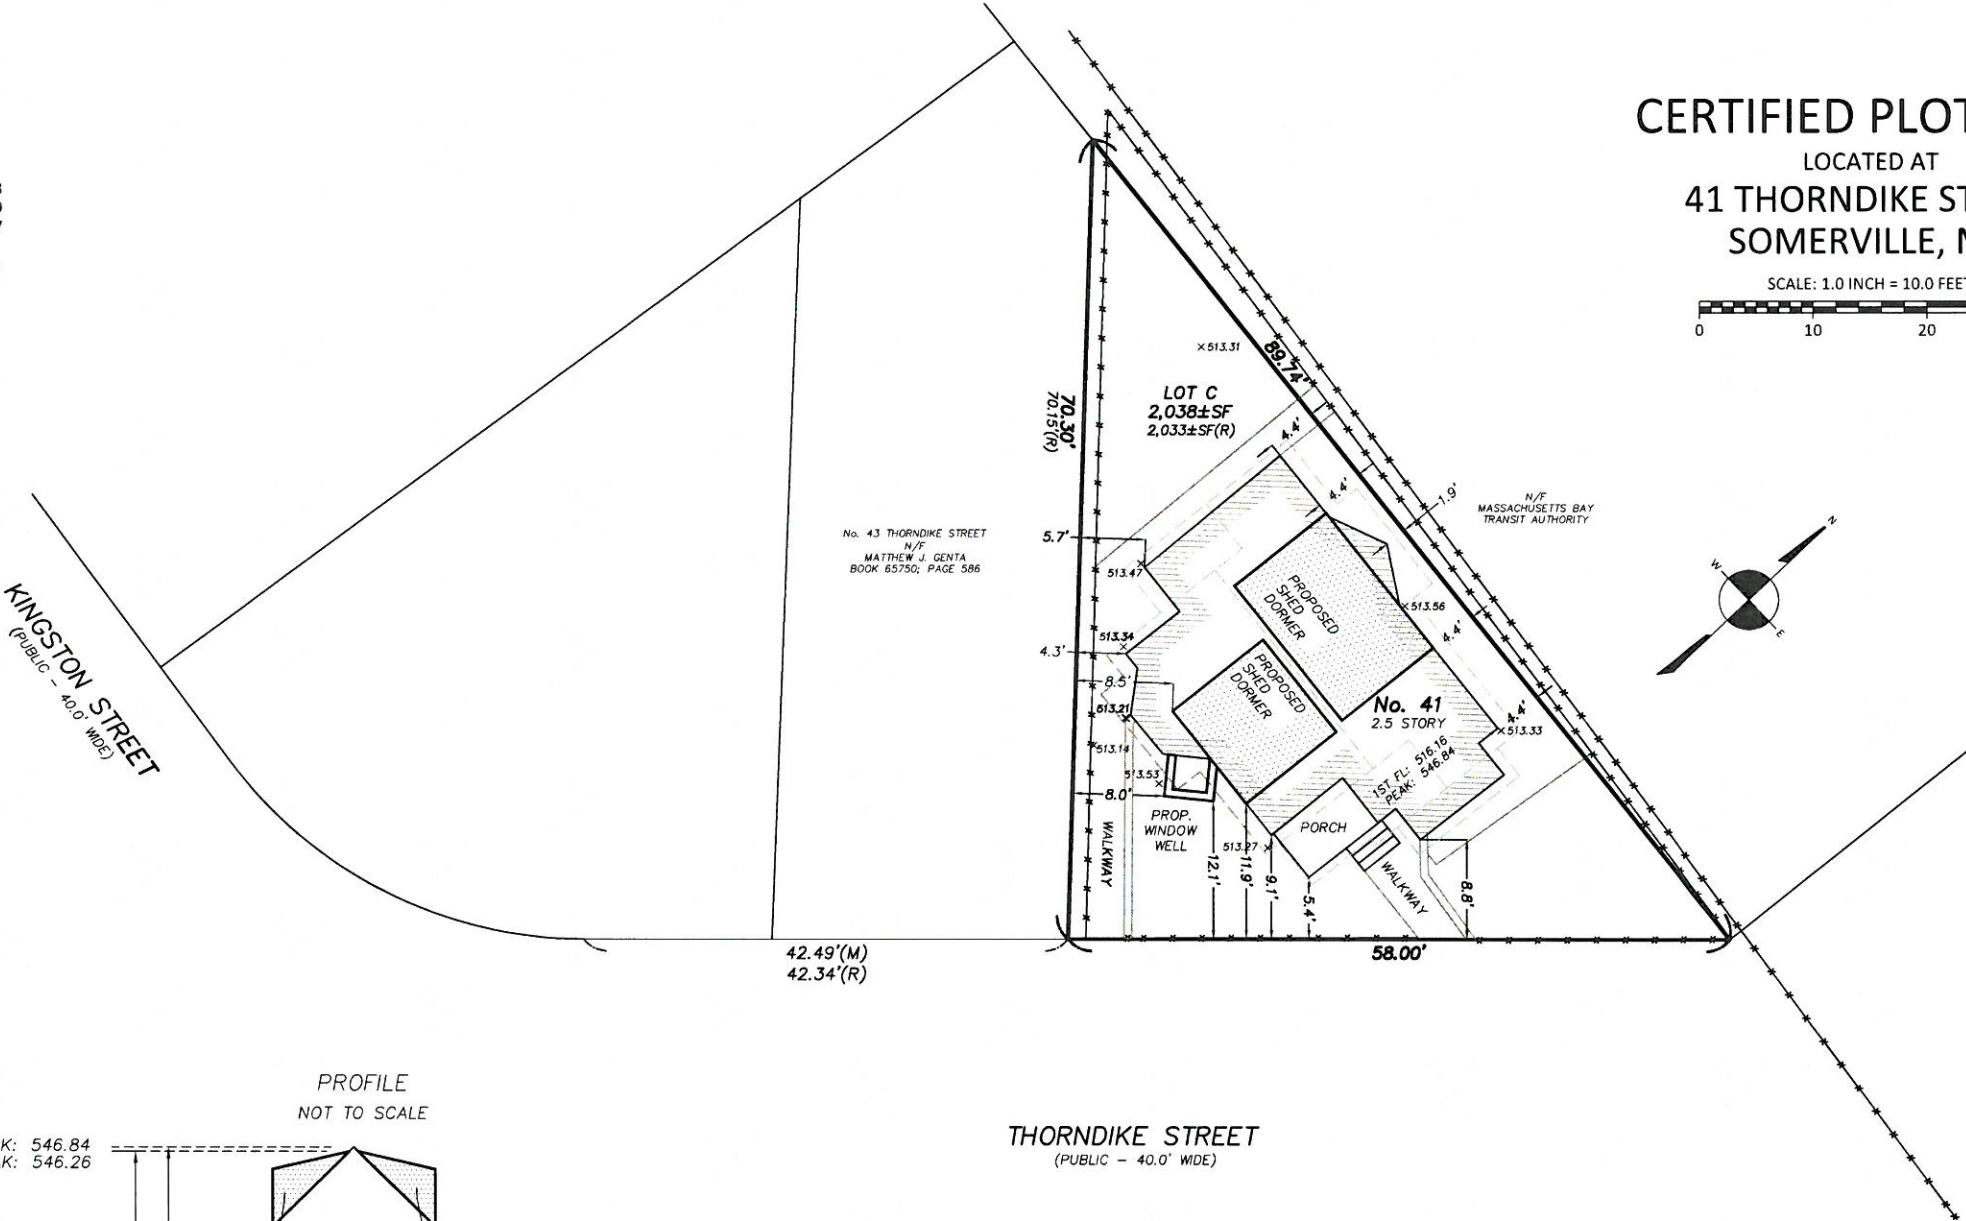 CERTIFIED PLOT
LOCATED AT
41 THORNDIKE ST
SOMERVILLE,
SCALE: 1.0 INCH = 10.0 FEET
0 10 20
89.74'
×513.31
LOT C
2,038±SF
2,033±SF(R)
70.30'
70.15'(R)
4.4'
4.4'
1.9'
N/F
MASSACHUSETTS BAY
TRANSIT AUTHORITY
No. 43 THORNDIKE STREET
N/F
MATTHEW J. GENTA
BOOK 65750; PAGE 586
5.7'
513.47
PROPOSED
SHED
DORMER
×513.56
N
W
E
KINGSTON STREET
(PUBLIC – 40.0' WIDE)
513.34
4.3'
4.4'
8.5'
PROPOSED
SHED
DORMER
513.21
No. 41
2.5 STORY
4.4'
×513.33
513.14
513.53
1ST FL: 516.16
PEAK: 546.84
8.0'
PROP.
WINDOW
WELL
PORCH
WALKWAY
513.27
WALKWAY
12.1'
11.9'
9.1'
5.4'
8.8'
42.49'(M)
42.34'(R)
58.00'
PROFILE
NOT TO SCALE
K: 546.84
K: 546.26
THORNDIKE STREET
(PUBLIC – 40.0' WIDE)